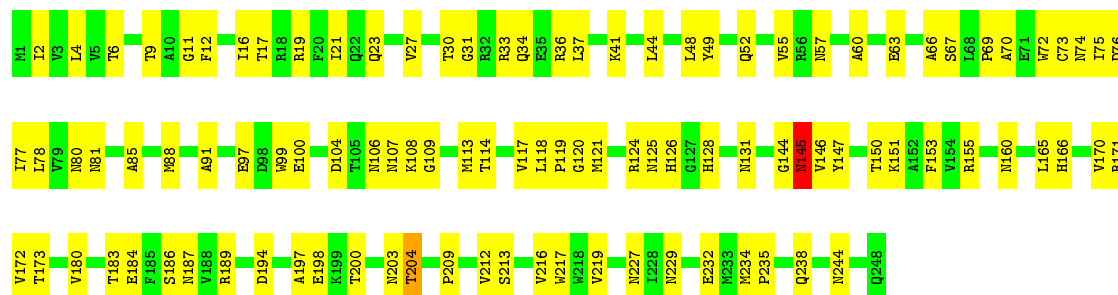 M1 I2 V3 L4 V5 T6 T9 A10 G11 F12 I16 T17 R18 R19 F20 I21 Q22 Q23 V27 T30 G31 R32 R33 Q34 E35 R36 L37 K41 L44 L48 Y49 Q52 V55 R56 N57 A60 E63 A66 S67 L68 P69 A70 E71 W72 C73 N74 I75
I77 L78 V79 N80 N81 A85 M88 A91 E97 D98 W99 E100 D104 T105 N106 N107 K108 G109 M113 T114 V117 L118 P119 G120 M121 R124 N125 H126 G127 H128 N131 G144 N145 V146 Y147 T150 K151 A152 F153 V154 R155 N160 L165 H166 V170
V172 T173 V180 T183 E184 F185 S186 N187 V188 R189 D194 A197 E198 K199 T200 N203 T204 P209 V212 S213 V216 W217 W218 V219 N227 I228 N229 E232 M233 M234 P235 Q238 N244 Q248